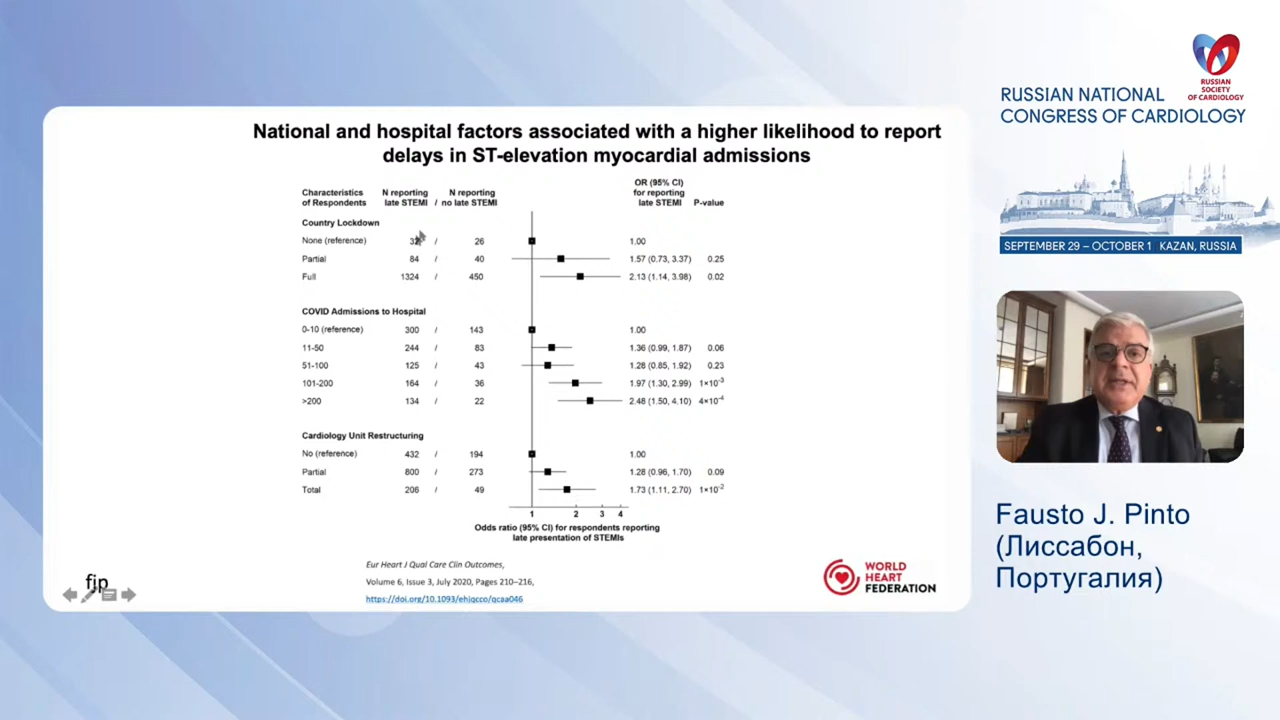 National and hospital factors associated with a higher likelihood to report
delays in ST-elevation myocardial admissions
Characteristics of Respondents N reporting late STEMI / N reporting no late STEMI OR (95% CI) for reporting late STEMI P-value
Country Lockdown
None (reference) / 26 1.00
Partial 84 / 40 1.57 (0.73, 3.37) 0.25
Full 1324 / 450 2.13 (1.14, 3.98) 0.02
COVID Admissions to Hospital
0-10 (reference) 300 / 143 1.00
11-50 244 / 83 1.36 (0.99, 1.87) 0.06
51-100 125 / 43 1.28 (0.85, 1.92) 0.23
101-200 164 / 36 1.97 (1.30, 2.99) 1×10⁻³
>200 134 / 22 2.48 (1.50, 4.10) 4×10⁻⁴
Cardiology Unit Restructuring
No (reference) 432 / 194 1.00
Partial 800 / 273 1.28 (0.96, 1.70) 0.09
Total 206 / 49 1.73 (1.11, 2.70) 1×10⁻²
1 2 3 4
Odds ratio (95% CI) for respondents reporting
late presentation of STEMIs
Eur Heart J Qual Care Clin Outcomes,
Volume 6, Issue 3, July 2020, Pages 210–216,
https://doi.org/10.1093/ehjqcco/qcaa046
fjp
WORLD
HEART
FEDERATION
RUSSIAN
SOCIETY
OF CARDIOLOGY
RUSSIAN NATIONAL
CONGRESS OF CARDIOLOGY
SEPTEMBER 29 – OCTOBER 1 KAZAN, RUSSIA
Fausto J. Pinto
(Лиссабон,
Португалия)